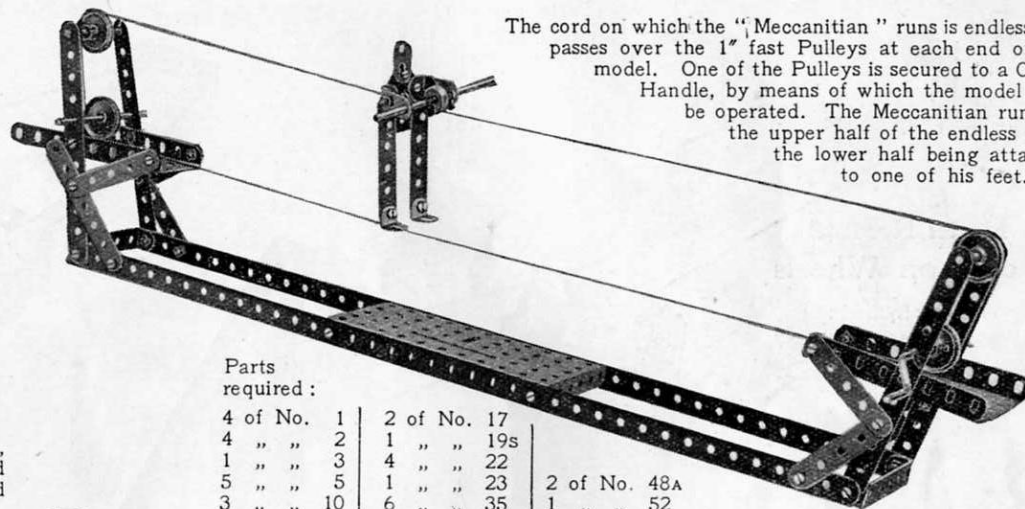 The cord on which the “Meccanitian” runs is endless
passes over the 1″ fast Pulleys at each end o
model. One of the Pulleys is secured to a C
Handle, by means of which the model
be operated. The Meccanitian run
the upper half of the endless
the lower half being atta
to one of his feet.
Parts
required :
4 of No. 1 2 of No. 17
4 „ „ 2 1 „ „ 19s
1 „ „ 3 4 „ „ 22
5 „ „ 5 1 „ „ 23 2 of No. 48A
3 „ „ 10 6 „ „ 35 1 „ „ 52